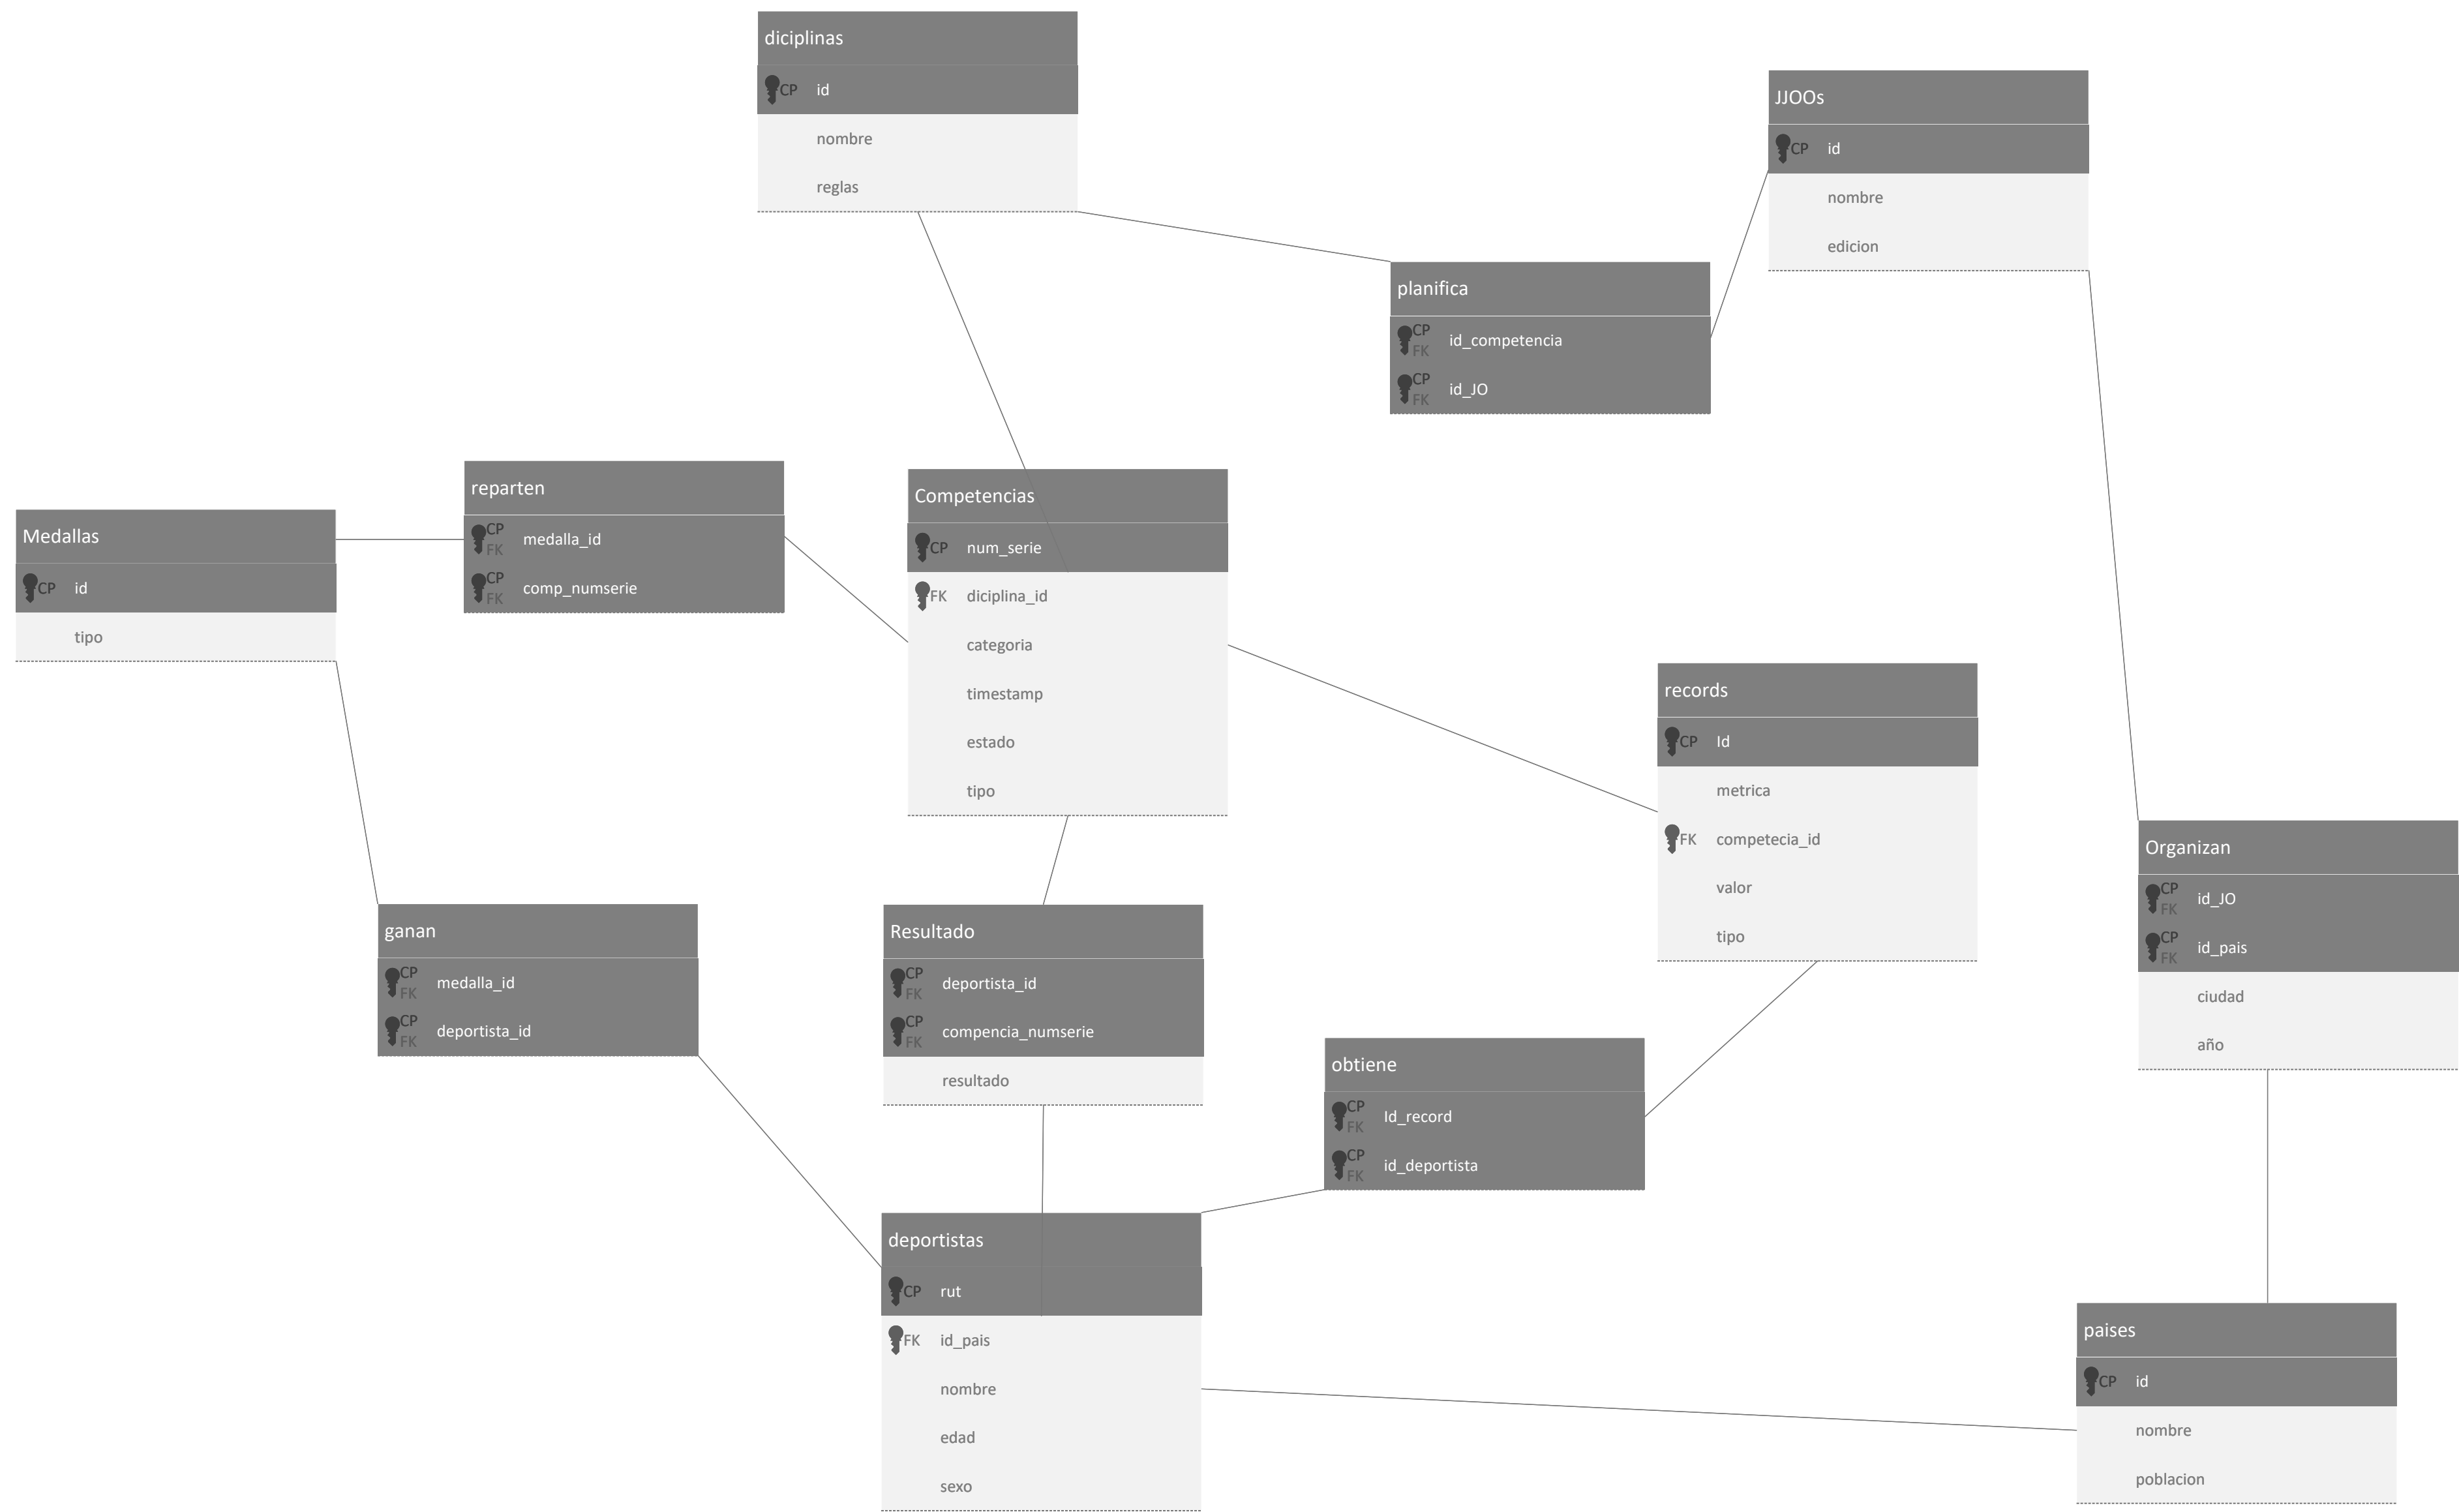 diciplinas
CP id
nombre
reglas
JJOOs
CP id
nombre
edicion
planifica
CP FK id_competencia
CP FK id_JO
Medallas
CP id
tipo
reparten
CP FK medalla_id
CP FK comp_numserie
Competencias
CP num_serie
FK diciplina_id
categoria
timestamp
estado
tipo
records
CP Id
metrica
FK competecia_id
valor
tipo
Organizan
CP FK id_JO
CP FK id_pais
ciudad
año
ganan
CP FK medalla_id
CP FK deportista_id
Resultado
CP FK deportista_id
CP FK compencia_numserie
resultado
obtiene
CP FK Id_record
CP FK id_deportista
deportistas
CP rut
FK id_pais
nombre
edad
sexo
paises
CP id
nombre
poblacion